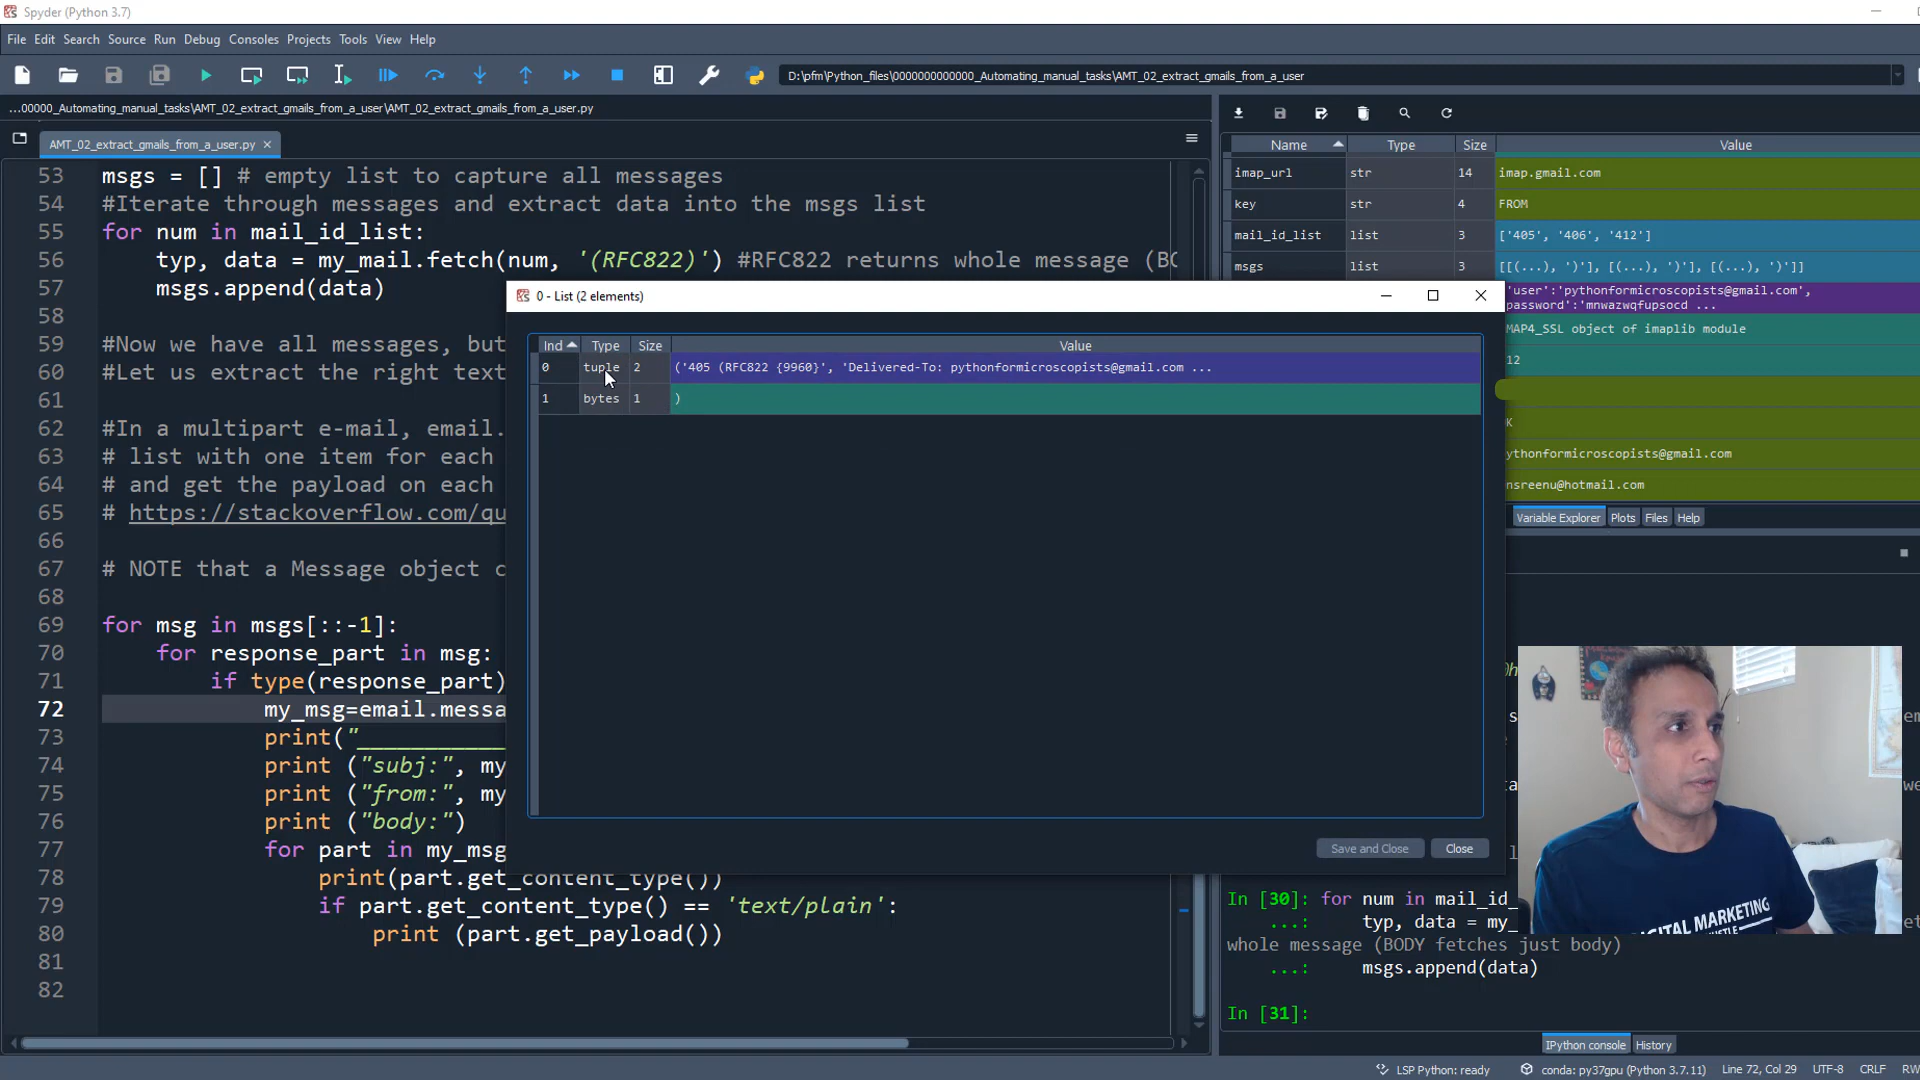 Spyder (Python 3.7)
File Edit Search Source Run Debug Consoles Projects Tools View Help
D:\pfm\Python_files\0000000000000_Automating_manual_tasks\AMT_02_extract_gmails_from_a_user
...00000_Automating_manual_tasks\AMT_02_extract_gmails_from_a_user\AMT_02_extract_gmails_from_a_user.py
AMT_02_extract_gmails_from_a_user.py
53 msgs = [] # empty list to capture all messages
54 #Iterate through messages and extract data into the msgs list
55 for num in mail_id_list:
56 typ, data = my_mail.fetch(num, '(RFC822)') #RFC822 returns whole message (BO
57 msgs.append(data)
58
59 #Now we have all messages, but
60 #Let us extract the right text
61
62 #In a multipart e-mail, email.
63 # list with one item for each
64 # and get the payload on each
65 # https://stackoverflow.com/qu
66
67 # NOTE that a Message object c
68
69 for msg in msgs[::-1]:
70 for response_part in msg:
71 if type(response_part)
72 my_msg=email.messa
73 print("____________
74 print ("subj:", my
75 print ("from:", my
76 print ("body:")
77 for part in my_msg
78 print(part.get_content_type())
79 if part.get_content_type() == 'text/plain':
80 print (part.get_payload())
81
82
0 - List (2 elements)
Ind Type Size Value
0 tuple 2 ('405 (RFC822 {9960}', 'Delivered-To: pythonformicroscopists@gmail.com ...
1 bytes 1 )
Save and Close Close
Name Type Size Value
imap_url str 14 imap.gmail.com
key str 4 FROM
mail_id_list list 3 ['405', '406', '412']
msgs list 3 [[(...), ')'], [(...), ')'], [(...), ')']]
'user':'pythonformicroscopists@gmail.com',
password':'mnwazwqfupsocd ...
MAP4_SSL object of imaplib module
12
K
ythonformicroscopists@gmail.com
nsreenu@hotmail.com
Variable Explorer Plots Files Help
In [30]: for num in mail_id_
...: typ, data = my_
whole message (BODY fetches just body)
...: msgs.append(data)
In [31]:
DIGITAL MARKETING
IPython console History
LSP Python: ready conda: py37gpu (Python 3.7.11) Line 72, Col 29 UTF-8 CRLF RW